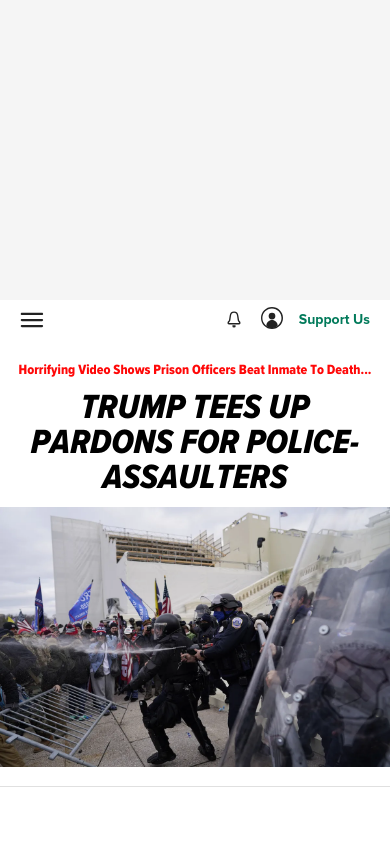 Support Us
Horrifying Video Shows Prison Officers Beat Inmate To Death...
TRUMP TEES UP
PARDONS FOR POLICE-
ASSAULTERS